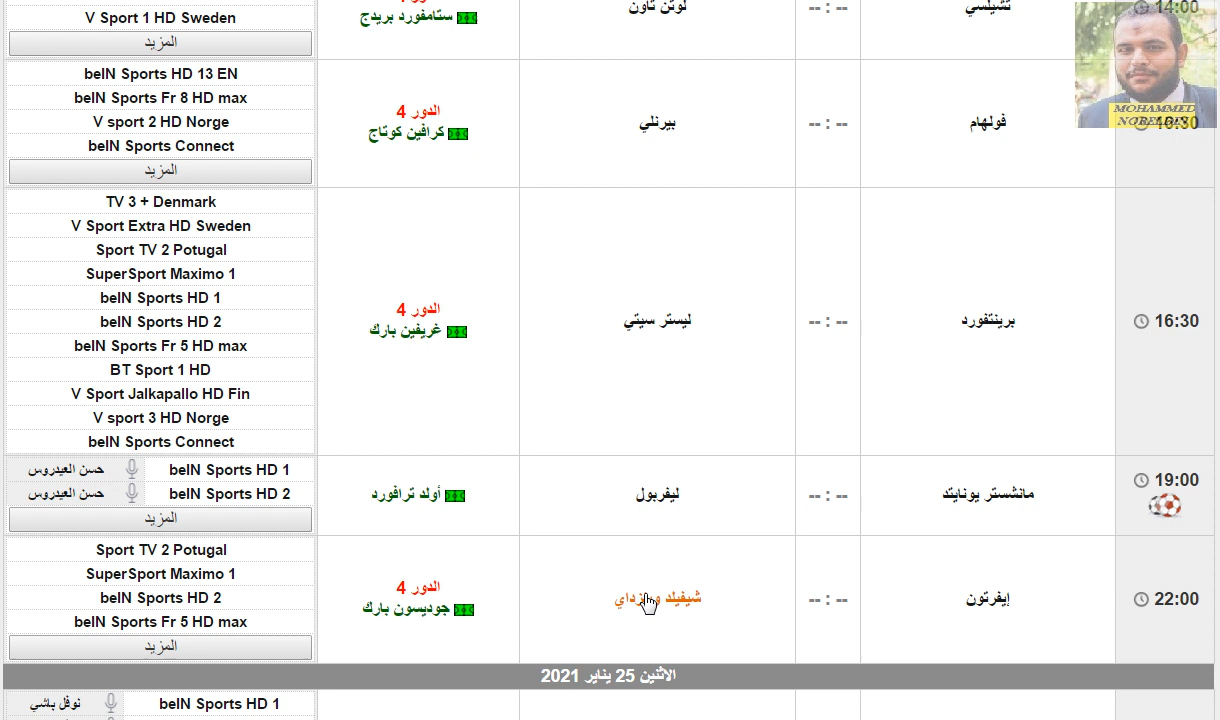 14:00
تشيلسي
-- : --
لوتن تاون
ستامفورد بريدج
V Sport 1 HD Sweden
المزيد
MOHAMMED
NORELDIN
16:30
فولهام
-- : --
بيرنلي
الدور 4
كرافين كوتاج
beIN Sports HD 13 EN
beIN Sports Fr 8 HD max
V sport 2 HD Norge
beIN Sports Connect
المزيد
16:30
برينتفورد
-- : --
ليستر سيتي
الدور 4
غريفين بارك
TV 3 + Denmark
V Sport Extra HD Sweden
Sport TV 2 Potugal
SuperSport Maximo 1
beIN Sports HD 1
beIN Sports HD 2
beIN Sports Fr 5 HD max
BT Sport 1 HD
V Sport Jalkapallo HD Fin
V sport 3 HD Norge
beIN Sports Connect
19:00
مانشستر يونايتد
-- : --
ليفربول
أولد ترافورد
beIN Sports HD 1 حسن العيدروس
beIN Sports HD 2 حسن العيدروس
المزيد
22:00
إيفرتون
-- : --
شيفيلد
الدور 4
جوديسون بارك
Sport TV 2 Potugal
SuperSport Maximo 1
beIN Sports HD 2
beIN Sports Fr 5 HD max
المزيد
الاثنين 25 يناير 2021
beIN Sports HD 1 نوفل باشي